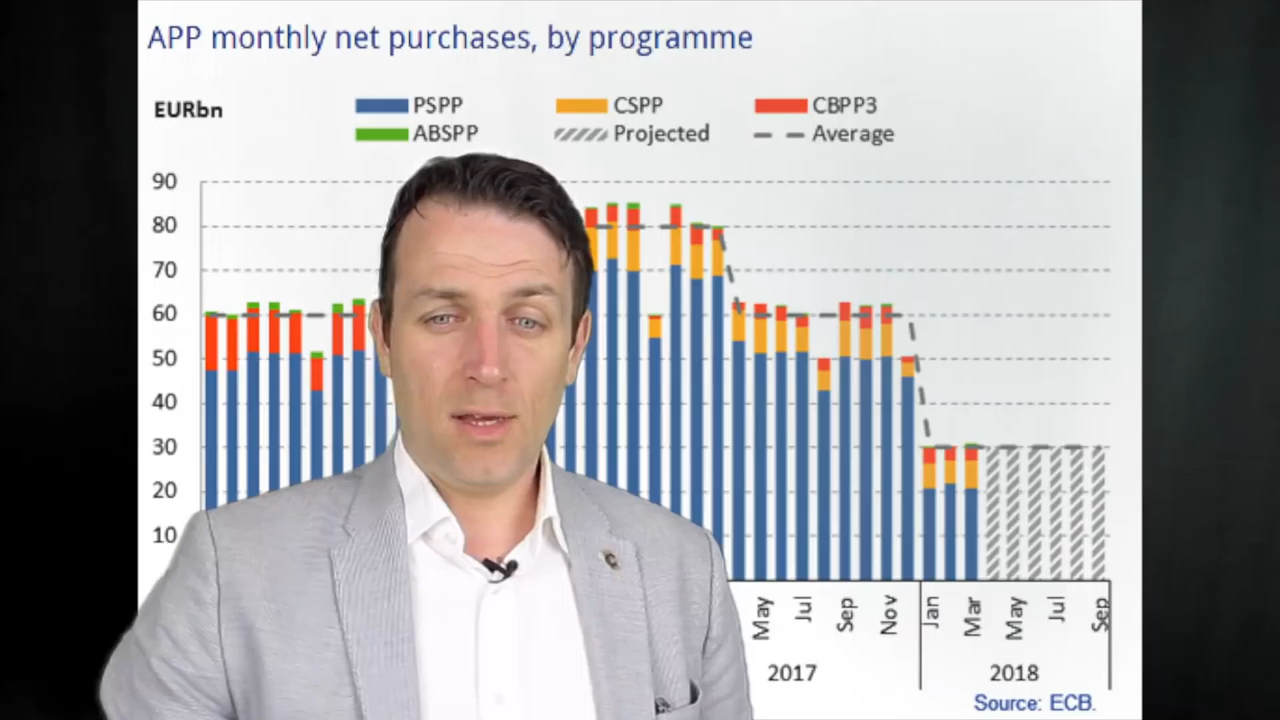 APP monthly net purchases, by programme
EURbn
PSPP CSPP CBPP3
ABSPP Projected Average
90
80
70
60
50
40
30
20
10
May Jul Sep Nov Jan Mar May Jul Sep
2017 2018
Source: ECB.